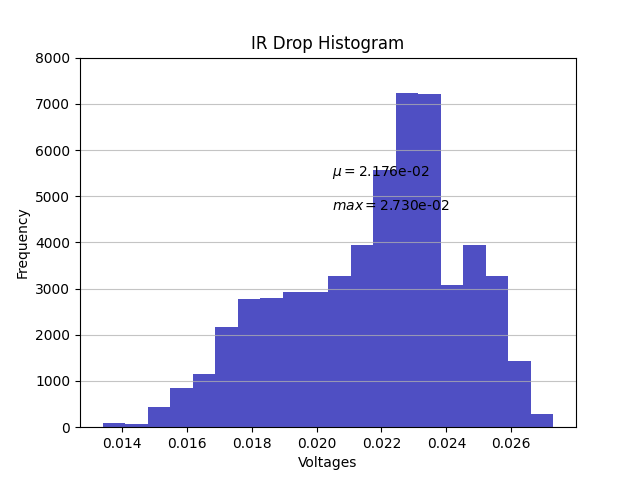 IR Drop Histogram
8000
7000
6000
5000
4000
3000
2000
1000
0
Frequency
μ = 2.176e-02
max = 2.730e-02
0.014 0.016 0.018 0.020 0.022 0.024 0.026
Voltages